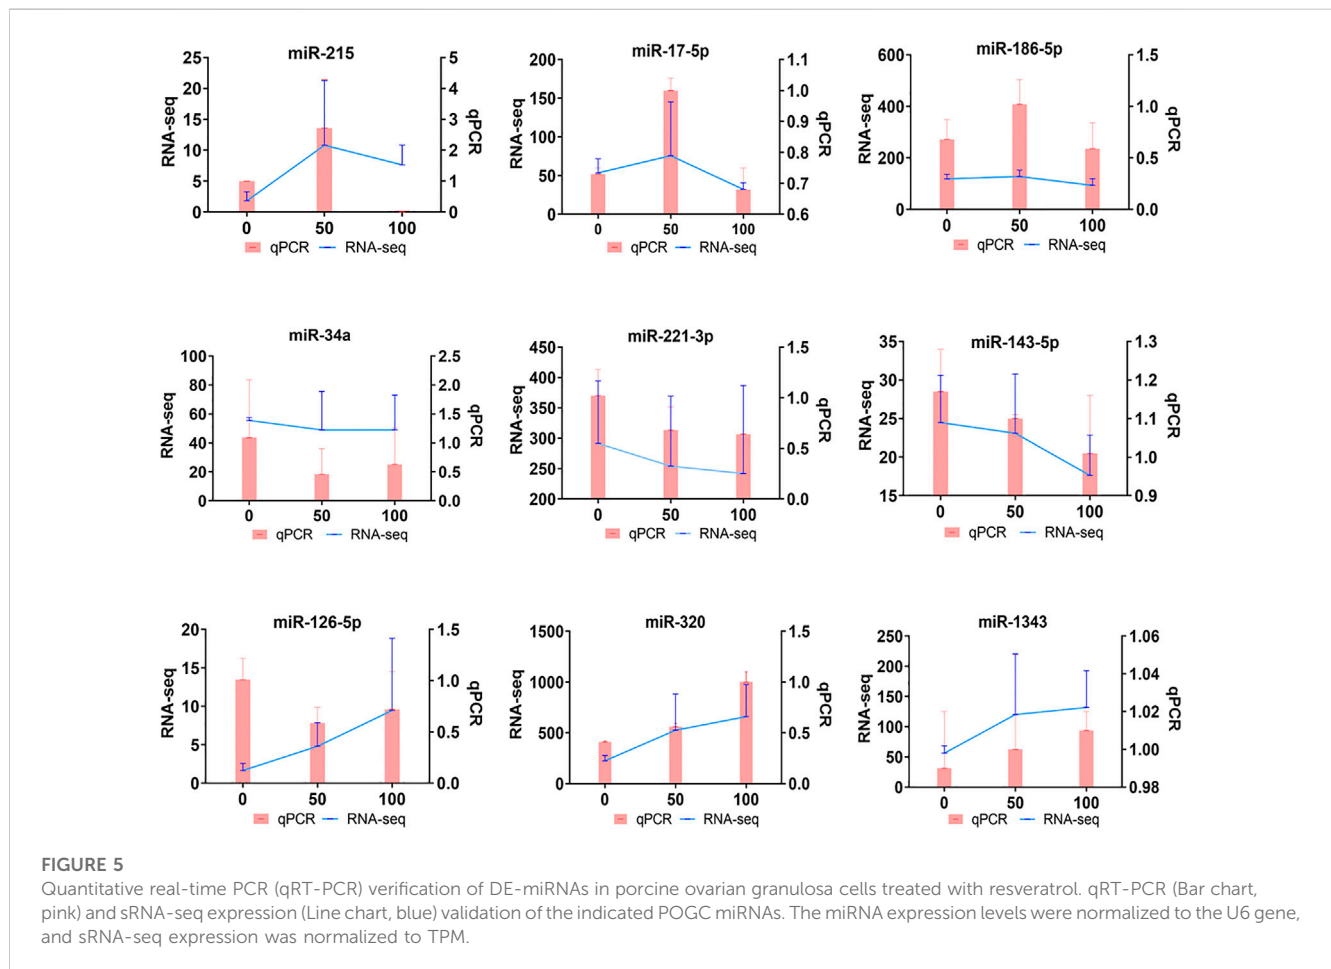 miR-215
25
20
15
10
5
0
RNA-seq
5
4
3
2
1
0
qPCR
0 50 100
qPCR RNA-seq
miR-17-5p
200
150
100
50
0
RNA-seq
1.1
1.0
0.9
0.8
0.7
0.6
qPCR
0 50 100
qPCR RNA-seq
miR-186-5p
600
400
200
0
RNA-seq
1.5
1.0
0.5
0.0
qPCR
0 50 100
qPCR RNA-seq
miR-34a
100
80
60
40
20
0
RNA-seq
2.5
2.0
1.5
1.0
0.5
0.0
qPCR
0 50 100
qPCR RNA-seq
miR-221-3p
450
400
350
300
250
200
RNA-seq
1.5
1.0
0.5
0.0
qPCR
0 50 100
qPCR RNA-seq
miR-143-5p
35
30
25
20
15
RNA-seq
1.3
1.2
1.1
1.0
0.9
qPCR
0 50 100
qPCR RNA-seq
miR-126-5p
20
15
10
5
0
RNA-seq
1.5
1.0
0.5
0.0
qPCR
0 50 100
qPCR RNA-seq
miR-320
1500
1000
500
0
RNA-seq
1.5
1.0
0.5
0.0
qPCR
0 50 100
qPCR RNA-seq
miR-1343
250
200
150
100
50
0
RNA-seq
1.06
1.04
1.02
1.00
0.98
qPCR
0 50 100
qPCR RNA-seq
FIGURE 5
Quantitative real-time PCR (qRT-PCR) verification of DE-miRNAs in porcine ovarian granulosa cells treated with resveratrol. qRT-PCR (Bar chart,
pink) and sRNA-seq expression (Line chart, blue) validation of the indicated POGC miRNAs. The miRNA expression levels were normalized to the U6 gene,
and sRNA-seq expression was normalized to TPM.